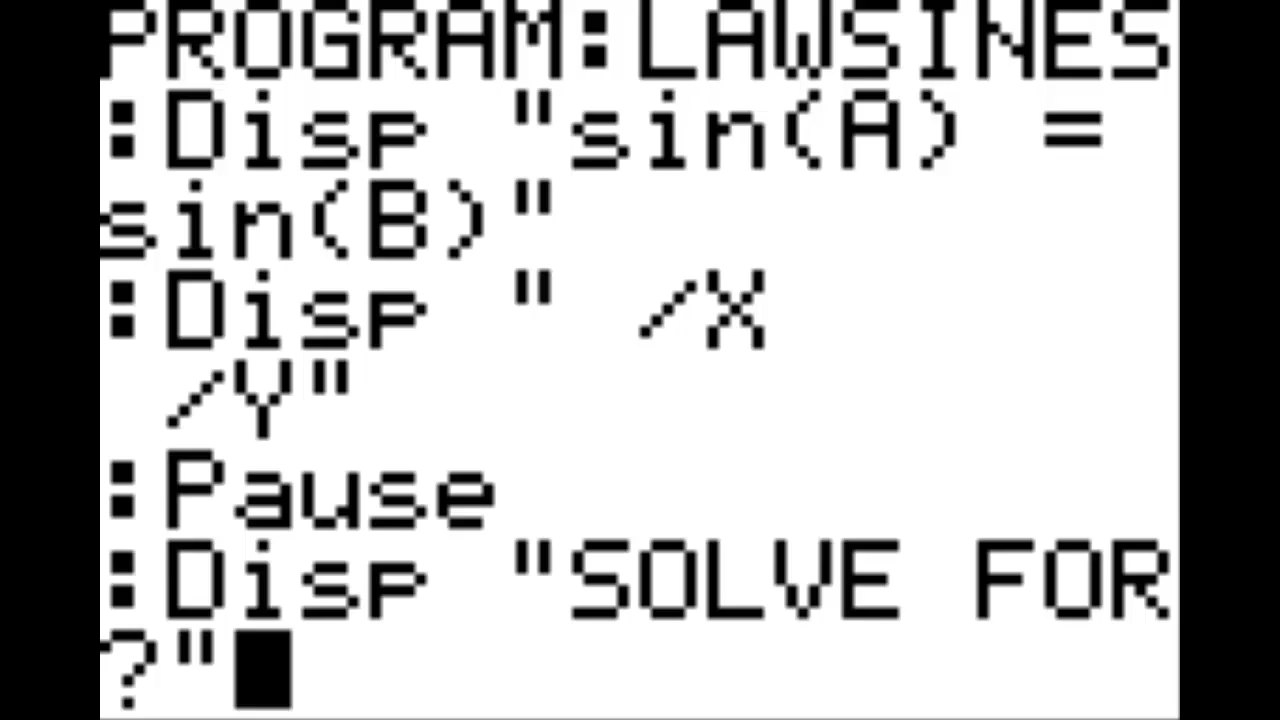 PROGRAM:LAWSINES
:Disp "sin(A) =
sin(B)"
:Disp " /X
/Y"
:Pause
:Disp "SOLVE FOR
?"